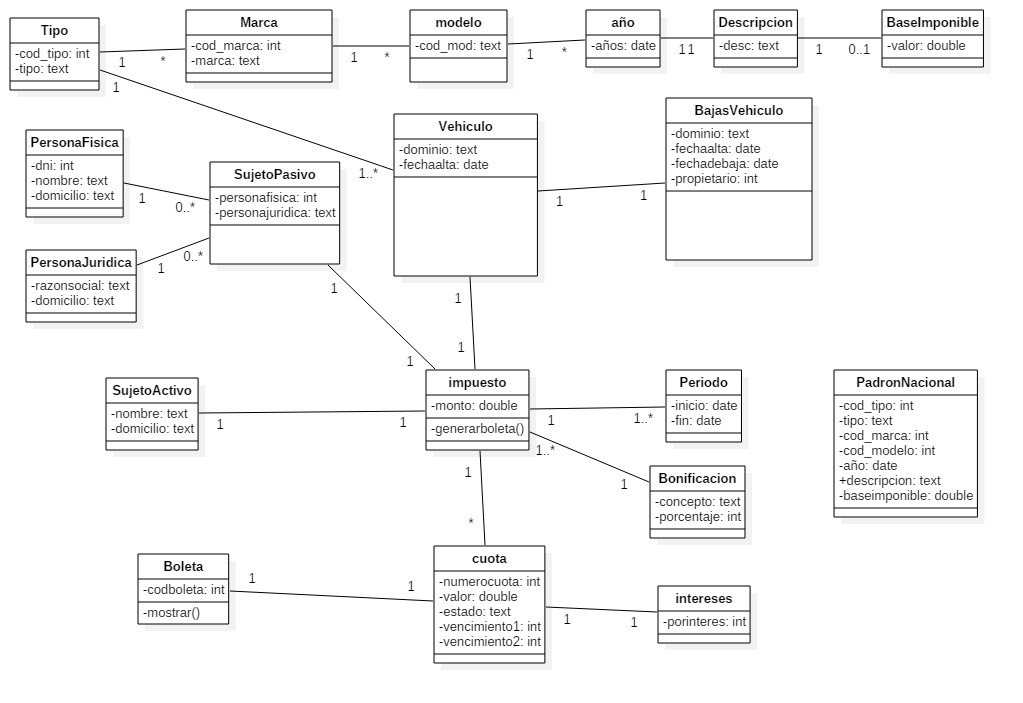 Tipo
-cod_tipo: int
-tipo: text
1
*
1
Marca
-cod_marca: int
-marca: text
1
*
modelo
-cod_mod: text
1
*
año
-años: date
1
1
Descripcion
-desc: text
1
0..1
BaseImponible
-valor: double
PersonaFisica
-dni: int
-nombre: text
-domicilio: text
1
0..*
SujetoPasivo
-personafisica: int
-personajuridica: text
1..*
Vehiculo
-dominio: text
-fechaalta: date
1
1
BajasVehiculo
-dominio: text
-fechaalta: date
-fechadebaja: date
-propietario: int
PersonaJuridica
-razonsocial: text
-domicilio: text
1
0..*
1
1
1
1
SujetoActivo
-nombre: text
-domicilio: text
1
1
impuesto
-monto: double
-generarboleta()
1
1..*
Periodo
-inicio: date
-fin: date
PadronNacional
-cod_tipo: int
-tipo: text
-cod_marca: int
-cod_modelo: int
-año: date
+descripcion: text
-baseimponible: double
1..*
1
Bonificacion
-concepto: text
-porcentaje: int
1
*
Boleta
-codboleta: int
-mostrar()
1
1
cuota
-numerocuota: int
-valor: double
-estado: text
-vencimiento1: int
-vencimiento2: int
1
1
intereses
-porinteres: int